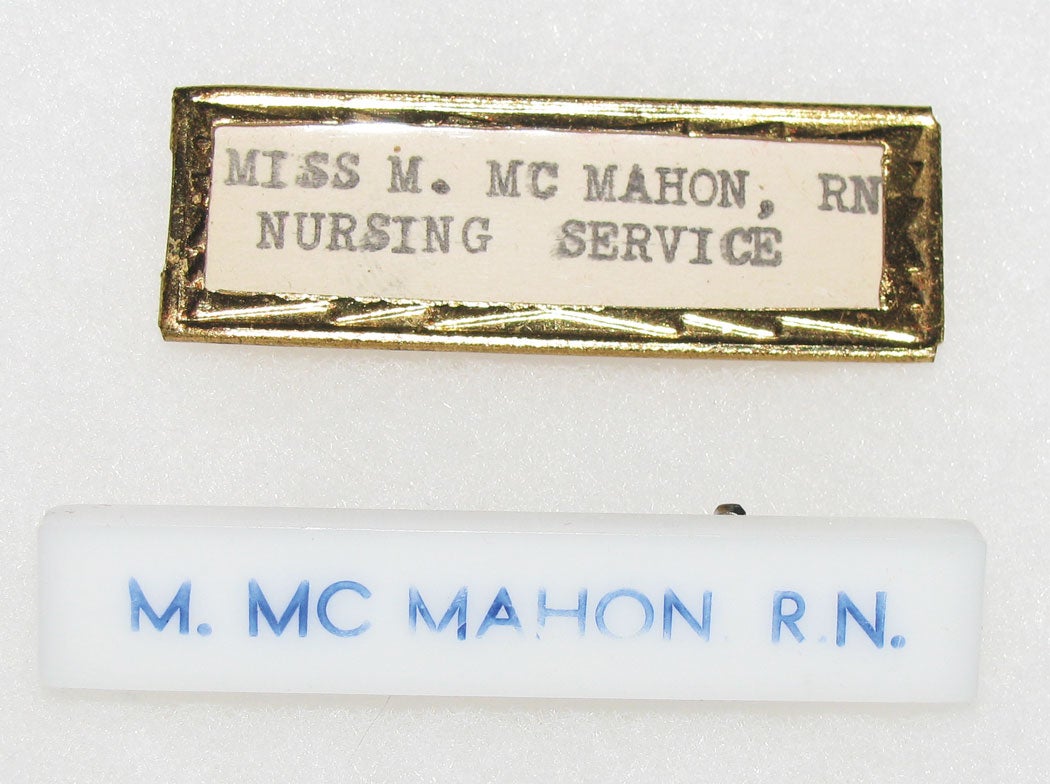 MISS M. MC MAHON, RN
NURSING SERVICE
M. MC MAHON R.N.